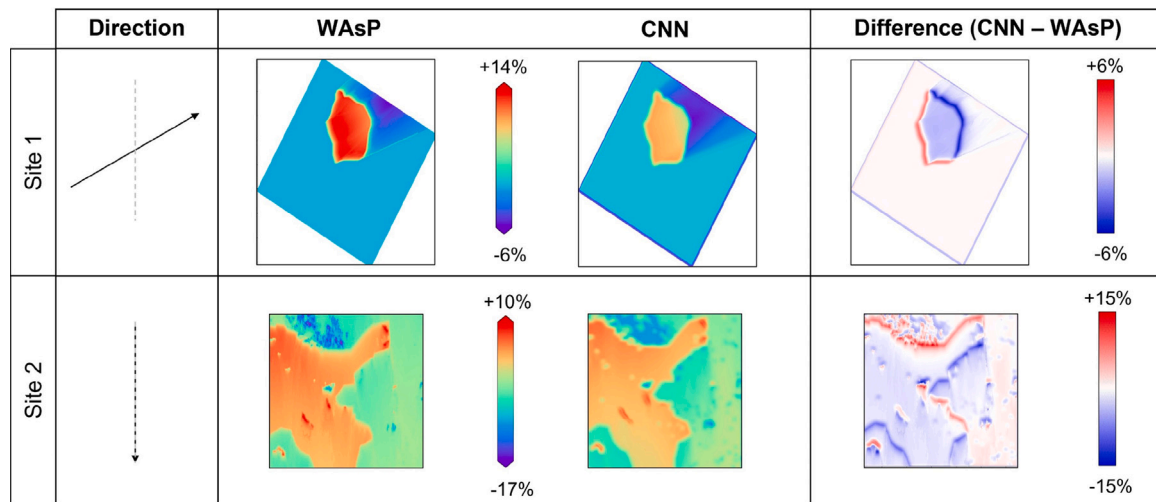 Direction
WAsP
CNN
Difference (CNN – WAsP)
Site 1
+14%
-6%
+6%
-6%
Site 2
+10%
-17%
+15%
-15%